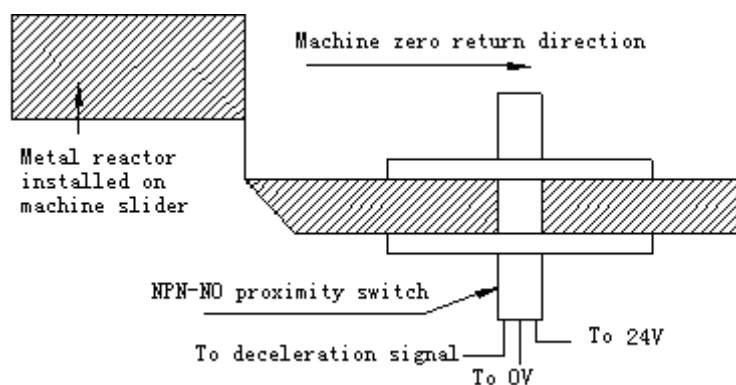 Machine zero return direction
Metal reactor
installed on
machine slider
NPN-NO proximity switch
To 24V
To deceleration signal
To 0V